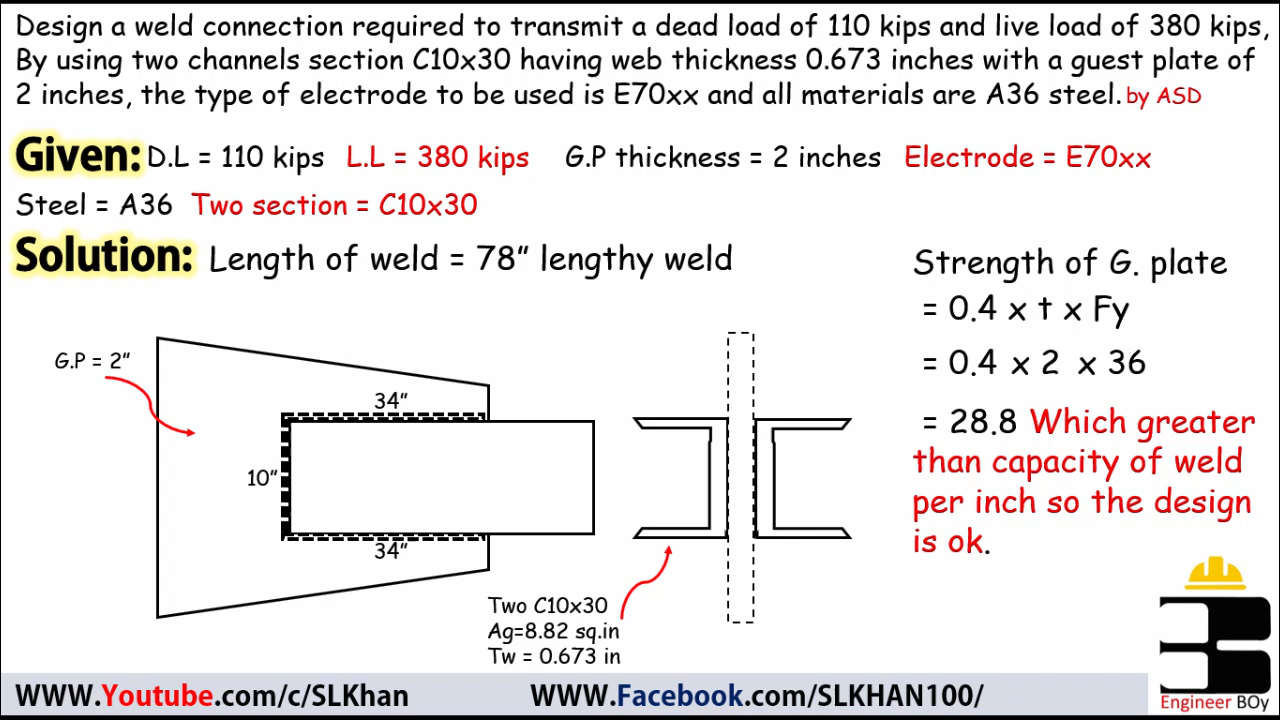 Design a weld connection required to transmit a dead load of 110 kips and live load of 380 kips,
By using two channels section C10x30 having web thickness 0.673 inches with a guest plate of
2 inches, the type of electrode to be used is E70xx and all materials are A36 steel. by ASD
Given: D.L = 110 kips L.L = 380 kips G.P thickness = 2 inches Electrode = E70xx
Steel = A36 Two section = C10x30
Solution: Length of weld = 78” lengthy weld
Strength of G. plate
= 0.4 x t x Fy
= 0.4 x 2 x 36
= 28.8 Which greater
than capacity of weld
per inch so the design
is ok.
G.P = 2”
34”
10”
34”
Two C10x30
Ag=8.82 sq.in
Tw = 0.673 in
WWW.Youtube.com/c/SLKhan
WWW.Facebook.com/SLKHAN100/
Engineer BOy